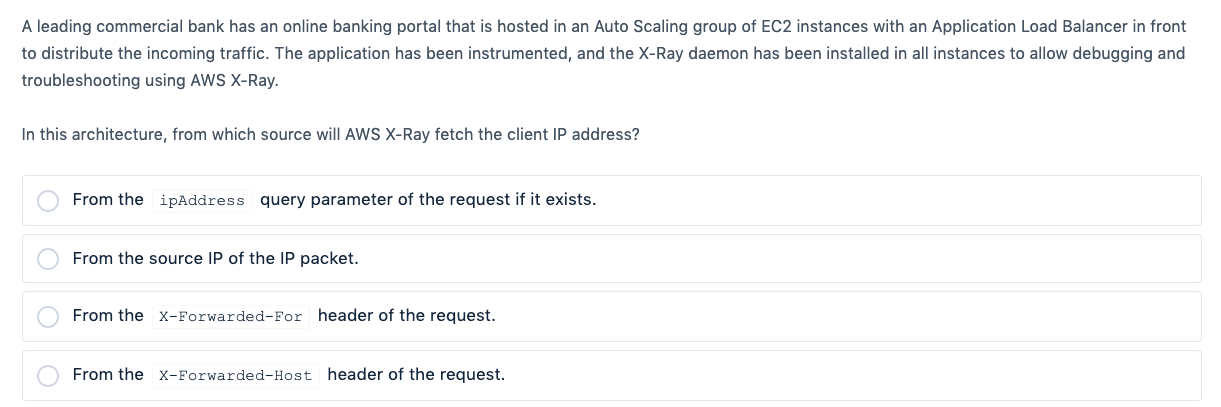 A leading commercial bank has an online banking portal that is hosted in an Auto Scaling group of EC2 instances with an Application Load Balancer in front
to distribute the incoming traffic. The application has been instrumented, and the X-Ray daemon has been installed in all instances to allow debugging and
troubleshooting using AWS X-Ray.
In this architecture, from which source will AWS X-Ray fetch the client IP address?
From the ipAddress query parameter of the request if it exists.
From the source IP of the IP packet.
From the X-Forwarded-For header of the request.
From the X-Forwarded-Host header of the request.